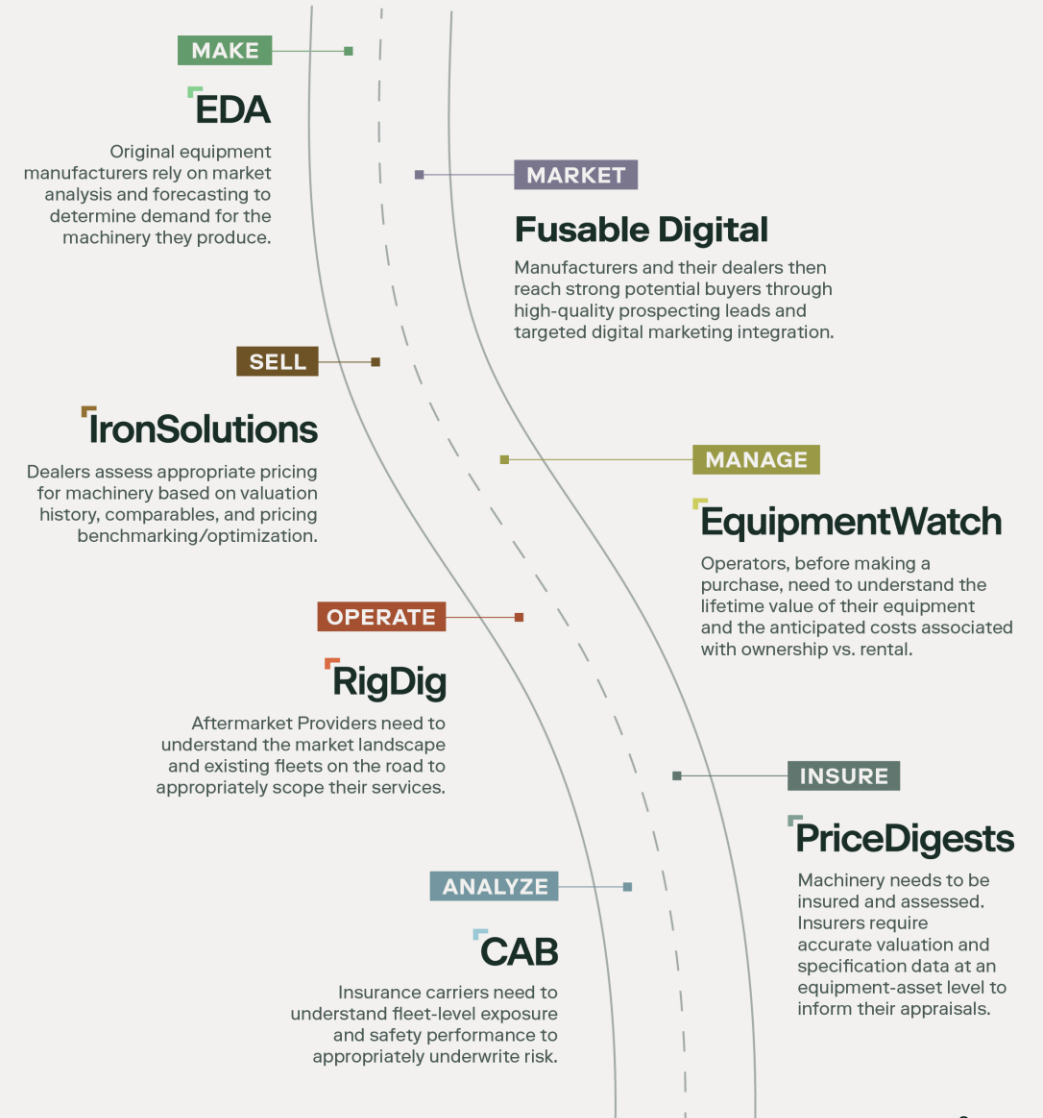 MAKE
EDA
Original equipment
manufacturers rely on market
analysis and forecasting to
determine demand for the
machinery they produce.
MARKET
Fusable Digital
Manufacturers and their dealers then
reach strong potential buyers through
high-quality prospecting leads and
targeted digital marketing integration.
SELL
IronSolutions
Dealers assess appropriate pricing
for machinery based on valuation
history, comparables, and pricing
benchmarking/optimization.
MANAGE
EquipmentWatch
Operators, before making a
purchase, need to understand the
lifetime value of their equipment
and the anticipated costs associated
with ownership vs. rental.
OPERATE
RigDig
Aftermarket Providers need to
understand the market landscape
and existing fleets on the road to
appropriately scope their services.
INSURE
PriceDigests
Machinery needs to be
insured and assessed.
Insurers require
accurate valuation and
specification data at an
equipment-asset level to
inform their appraisals.
ANALYZE
CAB
Insurance carriers need to
understand fleet-level exposure
and safety performance to
appropriately underwrite risk.